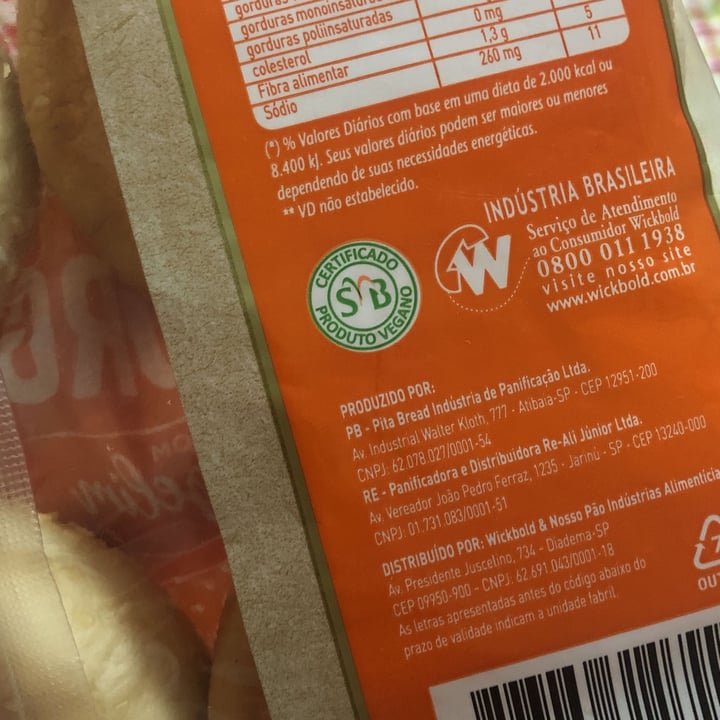 gorduras
gorduras monoinsatura
gorduras poliinsaturadas
colesterol 0 mg
Fibra alimentar 1,3 g 5
Sódio 260 mg 11
(*) % Valores Diários com base em uma dieta de 2.000 kcal ou
8.400 kJ. Seus valores diários podem ser maiores ou menores
dependendo de suas necessidades energéticas.
** VD não estabelecido.
INDÚSTRIA BRASILEIRA
Serviço de Atendimento
ao Consumidor Wickbold
0800 011 1938
visite nosso site
www.wickbold.com.br
W
CERTIFICADO
SVB
PRODUTO VEGANO
PRODUZIDO POR:
PB - Pita Bread Indústria de Panificação Ltda.
Av. Industrial Walter Kloth, 777 - Atibaia-SP - CEP 12951-200
CNPJ: 62.078.027/0001-54
RE - Panificadora e Distribuidora Re-Ali Júnior Ltda.
Av. Vereador João Pedro Ferraz, 1235 - Jarinú - SP - CEP 13240-000
CNPJ: 01.731.083/0001-51
DISTRIBUÍDO POR: Wickbold & Nosso Pão Indústrias Alimentícia
Av. Presidente Juscelino, 734 - Diadema-SP
CEP 09950-900 - CNPJ: 62.691.043/0001-18
As letras apresentadas antes do código abaixo do
prazo de validade indicam a unidade fabril.
7
OUT